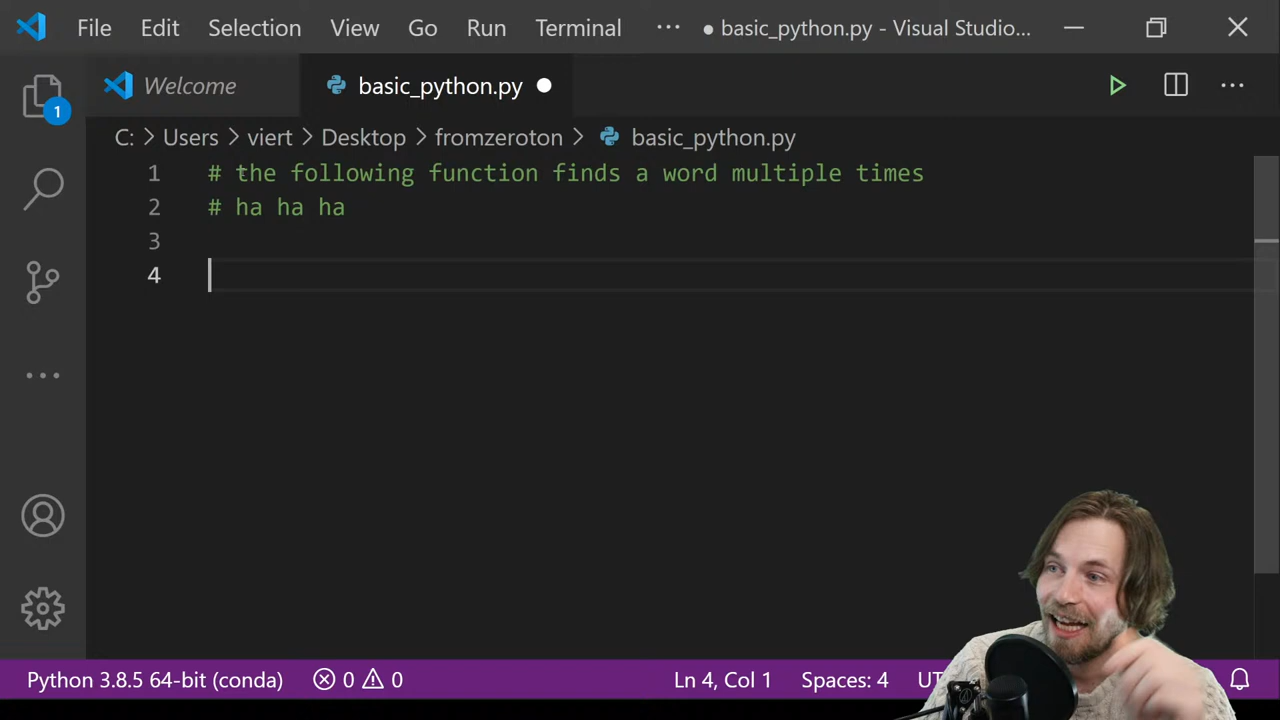 File Edit Selection View Go Run Terminal ··· ● basic_python.py - Visual Studio...
1
Welcome basic_python.py ●
C: > Users > viert > Desktop > fromzeroton > basic_python.py
1 # the following function finds a word multiple times
2 # ha ha ha
3
4
Python 3.8.5 64-bit (conda) 0 0 Ln 4, Col 1 Spaces: 4 UT